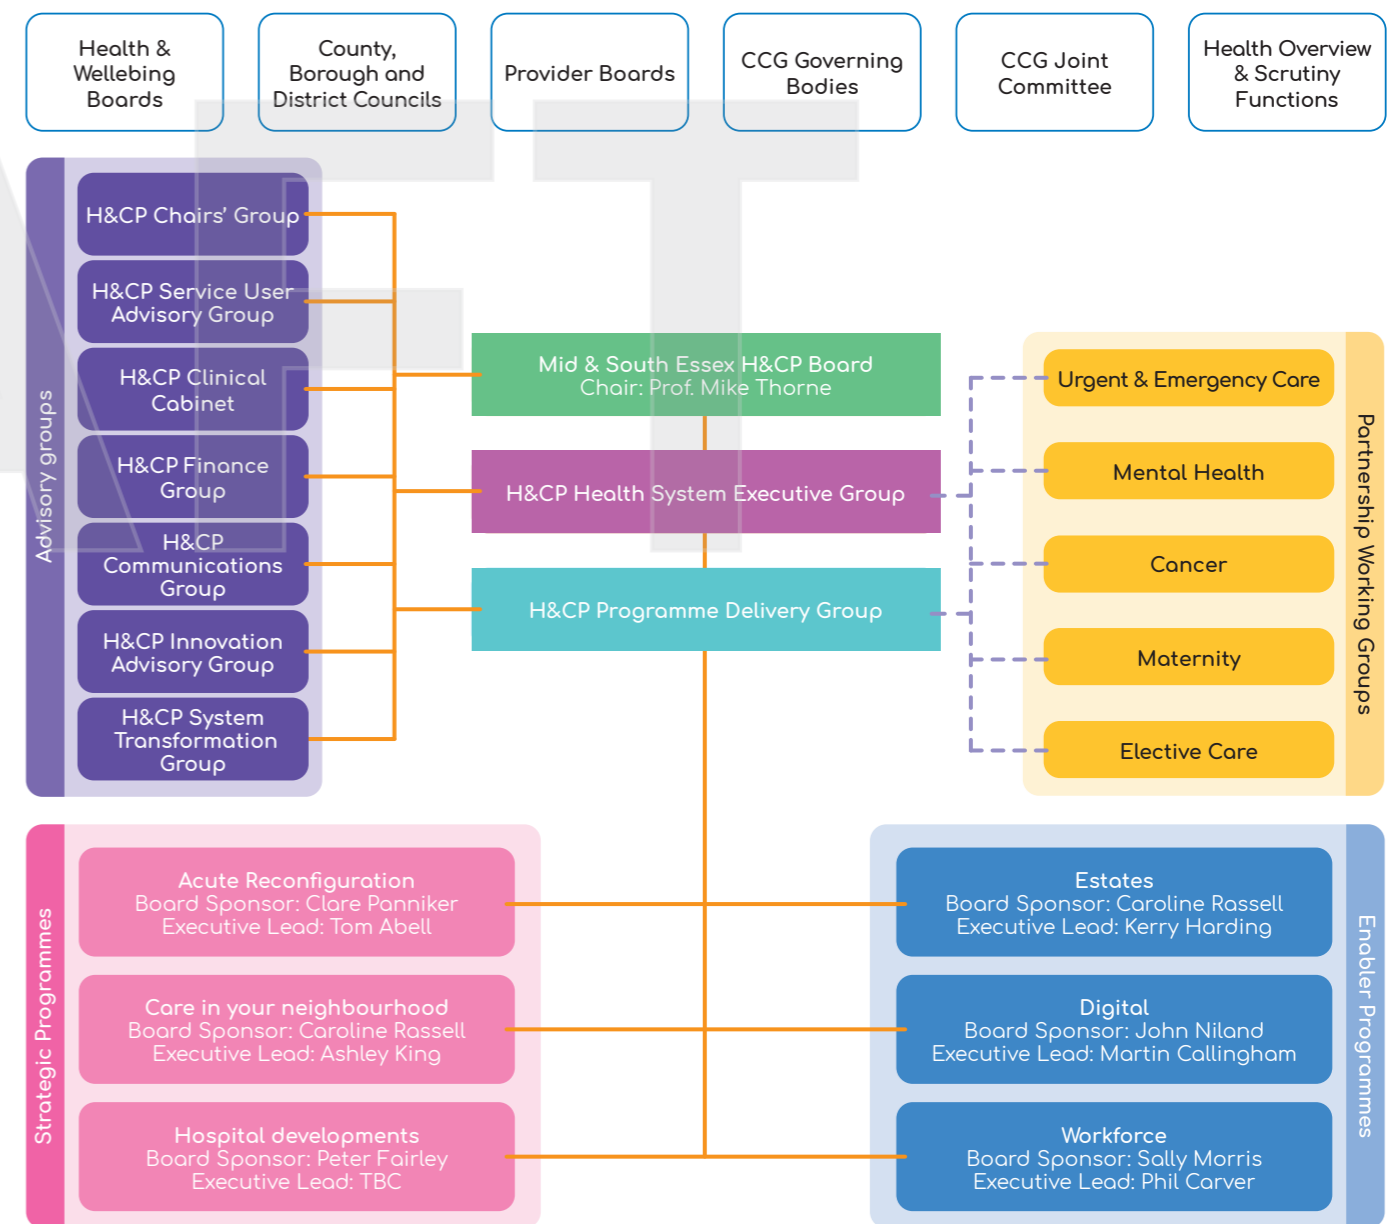 Health &
Wellebing
Boards
County,
Borough and
District Councils
Provider Boards
CCG Governing
Bodies
CCG Joint
Committee
Health Overview
& Scrutiny
Functions
Advisory groups
H&CP Chairs’ Group
H&CP Service User
Advisory Group
H&CP Clinical
Cabinet
H&CP Finance
Group
H&CP
Communications
Group
H&CP Innovation
Advisory Group
H&CP System
Transformation
Group
Mid & South Essex H&CP Board
Chair: Prof. Mike Thorne
H&CP Health System Executive Group
H&CP Programme Delivery Group
Urgent & Emergency Care
Mental Health
Cancer
Maternity
Elective Care
Partnership Working Groups
Strategic Programmes
Acute Reconfiguration
Board Sponsor: Clare Panniker
Executive Lead: Tom Abell
Care in your neighbourhood
Board Sponsor: Caroline Rassell
Executive Lead: Ashley King
Hospital developments
Board Sponsor: Peter Fairley
Executive Lead: TBC
Estates
Board Sponsor: Caroline Rassell
Executive Lead: Kerry Harding
Digital
Board Sponsor: John Niland
Executive Lead: Martin Callingham
Workforce
Board Sponsor: Sally Morris
Executive Lead: Phil Carver
Enabler Programmes